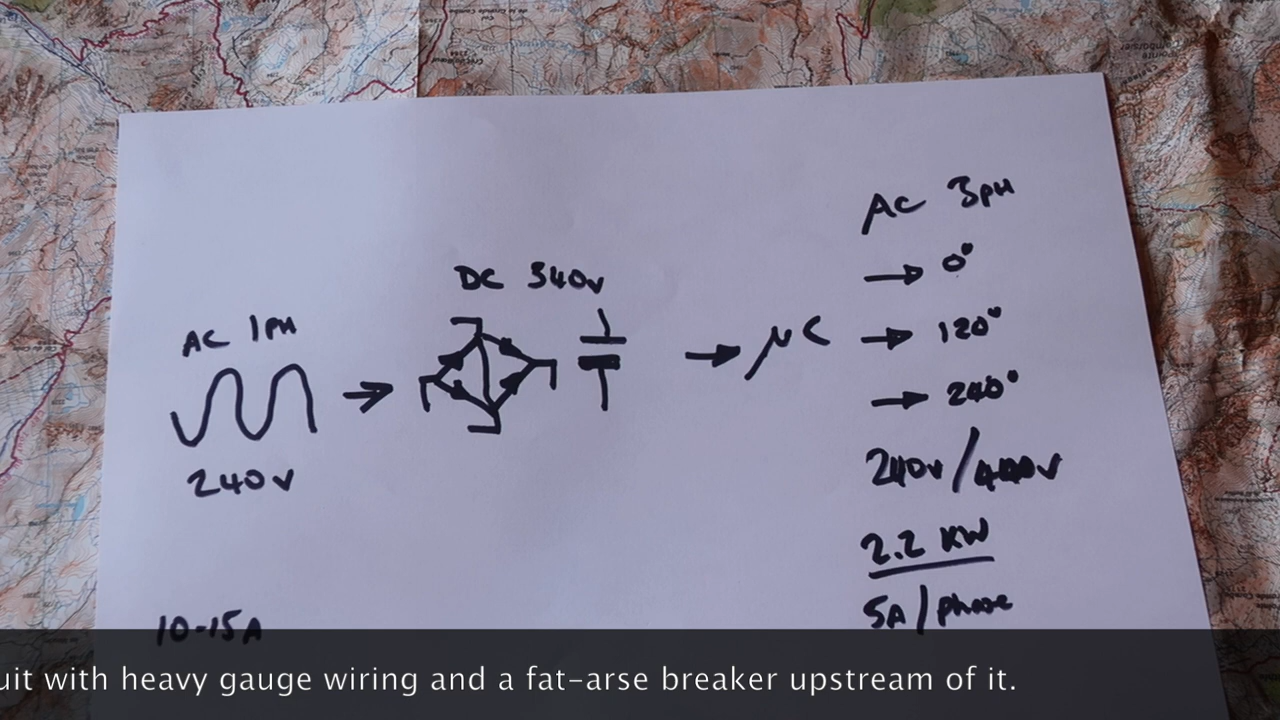 AC 3PH
0°
DC 340v
120°
AC 1PH
μC
240°
240v/440v
240v
2.2 KW
5A/phase
10-15A
uit with heavy gauge wiring and a fat-arse breaker upstream of it.